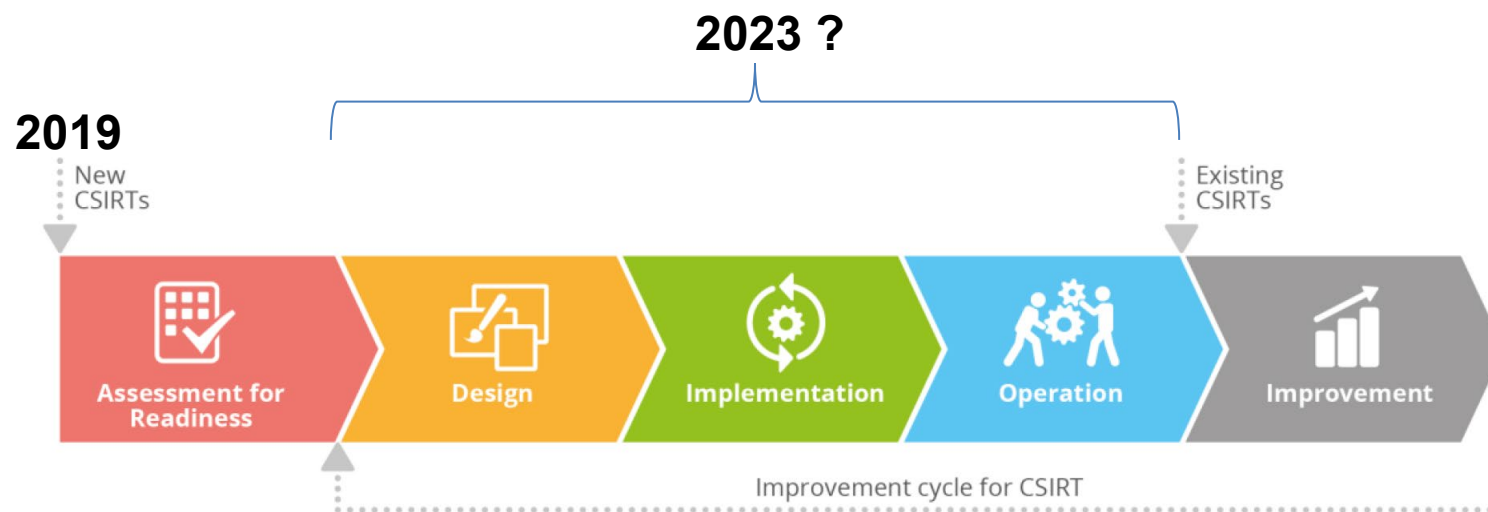 2023 ?
2019
New
CSIRTs
Existing
CSIRTs
Assessment for
Readiness
Design
Implementation
Operation
Improvement
Improvement cycle for CSIRT